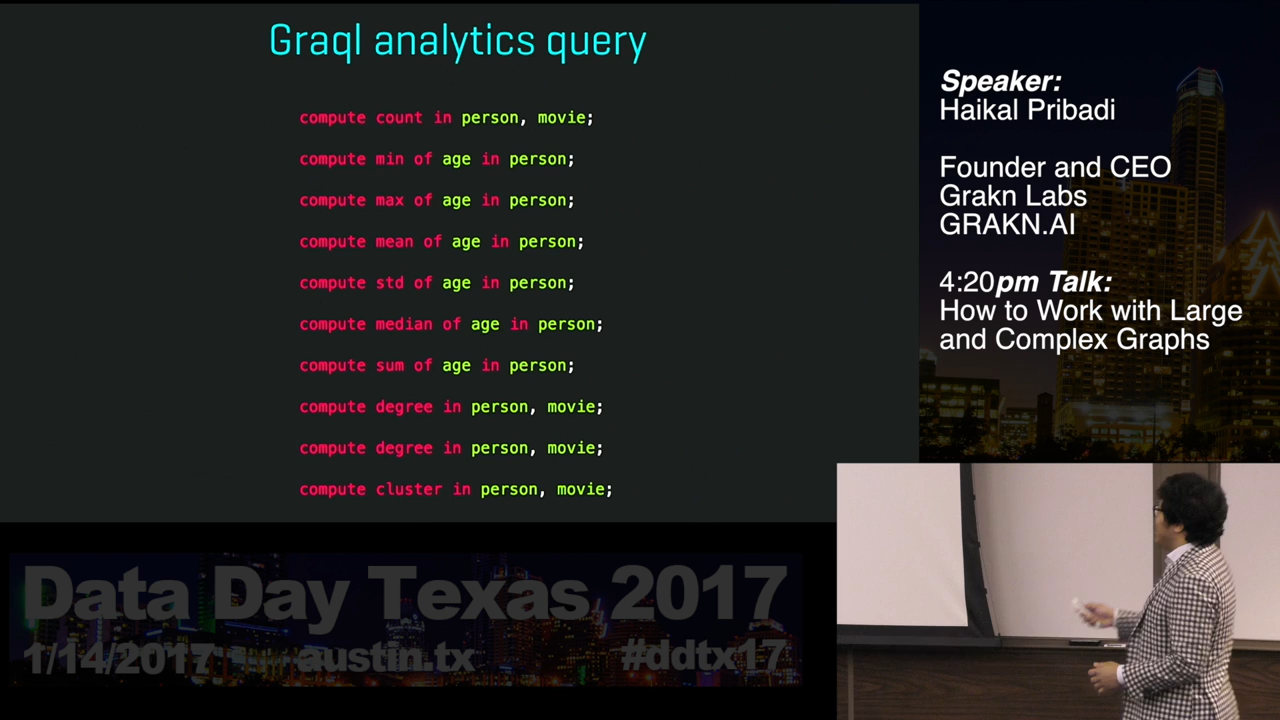 Graql analytics query
compute count in person, movie;
compute min of age in person;
compute max of age in person;
compute mean of age in person;
compute std of age in person;
compute median of age in person;
compute sum of age in person;
compute degree in person, movie;
compute degree in person, movie;
compute cluster in person, movie;
Speaker:
Haikal Pribadi
Founder and CEO
Grakn Labs
GRAKN.AI
4:20pm Talk:
How to Work with Large
and Complex Graphs
Data Day Texas 2017
1/14/2017 austin.tx #ddtx17